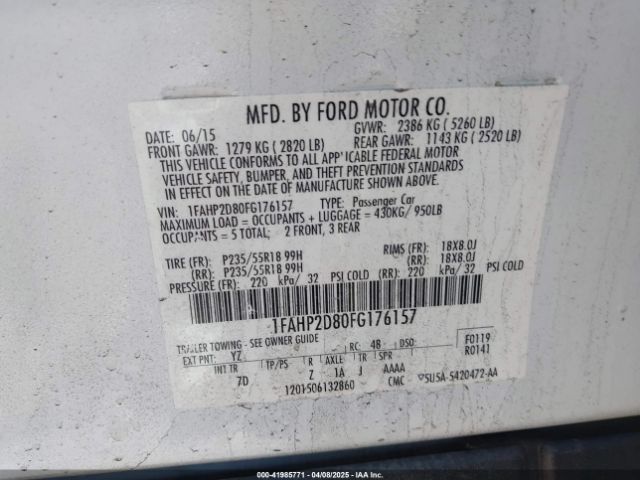 MFD. BY FORD MOTOR CO.
DATE: 06/15 GVWR: 2386 KG ( 5260 LB)
FRONT GAWR: 1279 KG ( 2820 LB) REAR GAWR: 1143 KG ( 2520 LB)
THIS VEHICLE CONFORMS TO ALL APPLICABLE FEDERAL MOTOR
VEHICLE SAFETY, BUMPER, AND THEFT PREVENTION STANDARDS
IN EFFECT ON THE DATE OF MANUFACTURE SHOWN ABOVE.
VIN: 1FAHP2D80FG176157 TYPE: Passenger Car
MAXIMUM LOAD = OCCUPANTS + LUGGAGE = 430KG/ 950LB
OCCUPANTS = 5 TOTAL; 2 FRONT, 3 REAR
TIRE (FR): P235/55R18 99H RIMS (FR): 18X8.0J
(RR): P235/55R18 99H (RR): 18X8.0J
PRESSURE (FR): 220 kPa/ 32 PSI COLD (RR): 220 kPa/ 32 PSI COLD
1FAHP2D80FG176157
TRAILER TOWING - SEE OWNER GUIDE
EXT PNT: YZ RC: 48 DSO: F0119
INT TR TP/PS R AXLE TR SPR R0141
7D Z 1A J AAAA
1201506132860 CMC SU5A-5420472-AA
000-41985771 - 04/08/2025 - IAAI.COM